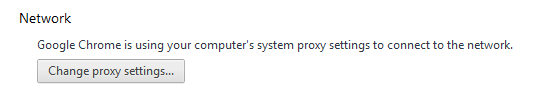 Network
Google Chrome is using your computer's system proxy settings to connect to the network.
Change proxy settings...